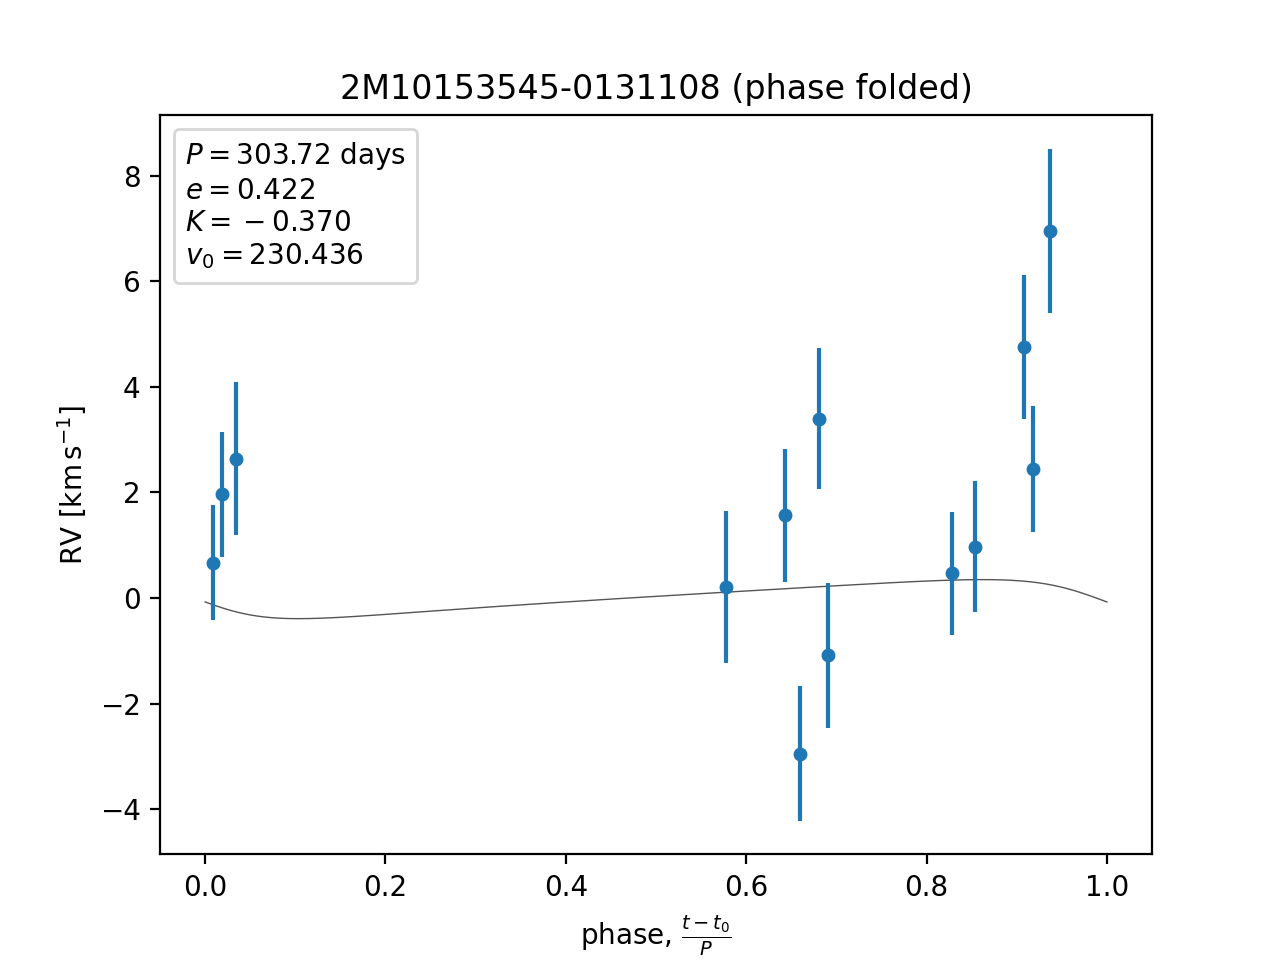 2M10153545-0131108 (phase folded)
P = 303.72 days
e = 0.422
K = −0.370
v₀ = 230.436
8
6
4
2
0
−2
−4
RV [km s⁻¹]
0.0 0.2 0.4 0.6 0.8 1.0
phase, (t − t₀)/P